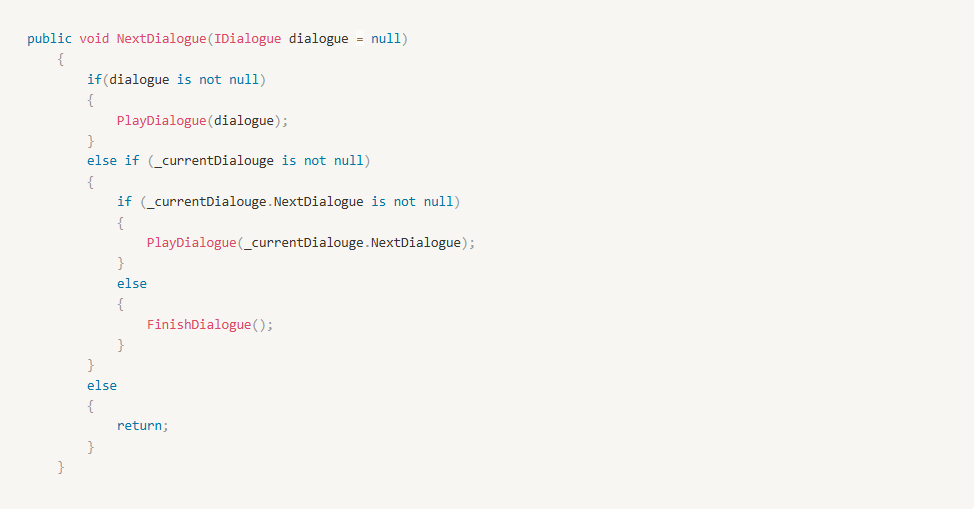 public void NextDialogue(IDialogue dialogue = null)
{
if(dialogue is not null)
{
PlayDialogue(dialogue);
}
else if (_currentDialouge is not null)
{
if (_currentDialouge.NextDialogue is not null)
{
PlayDialogue(_currentDialouge.NextDialogue);
}
else
{
FinishDialogue();
}
}
else
{
return;
}
}